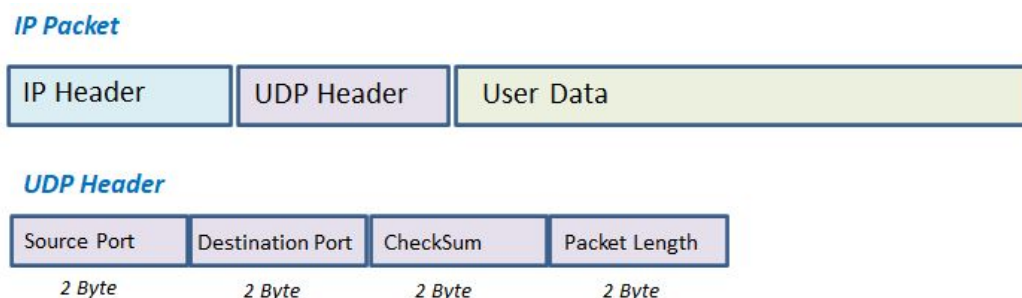 IP Packet
IP Header UDP Header User Data
UDP Header
Source Port Destination Port CheckSum Packet Length
2 Byte 2 Byte 2 Byte 2 Byte